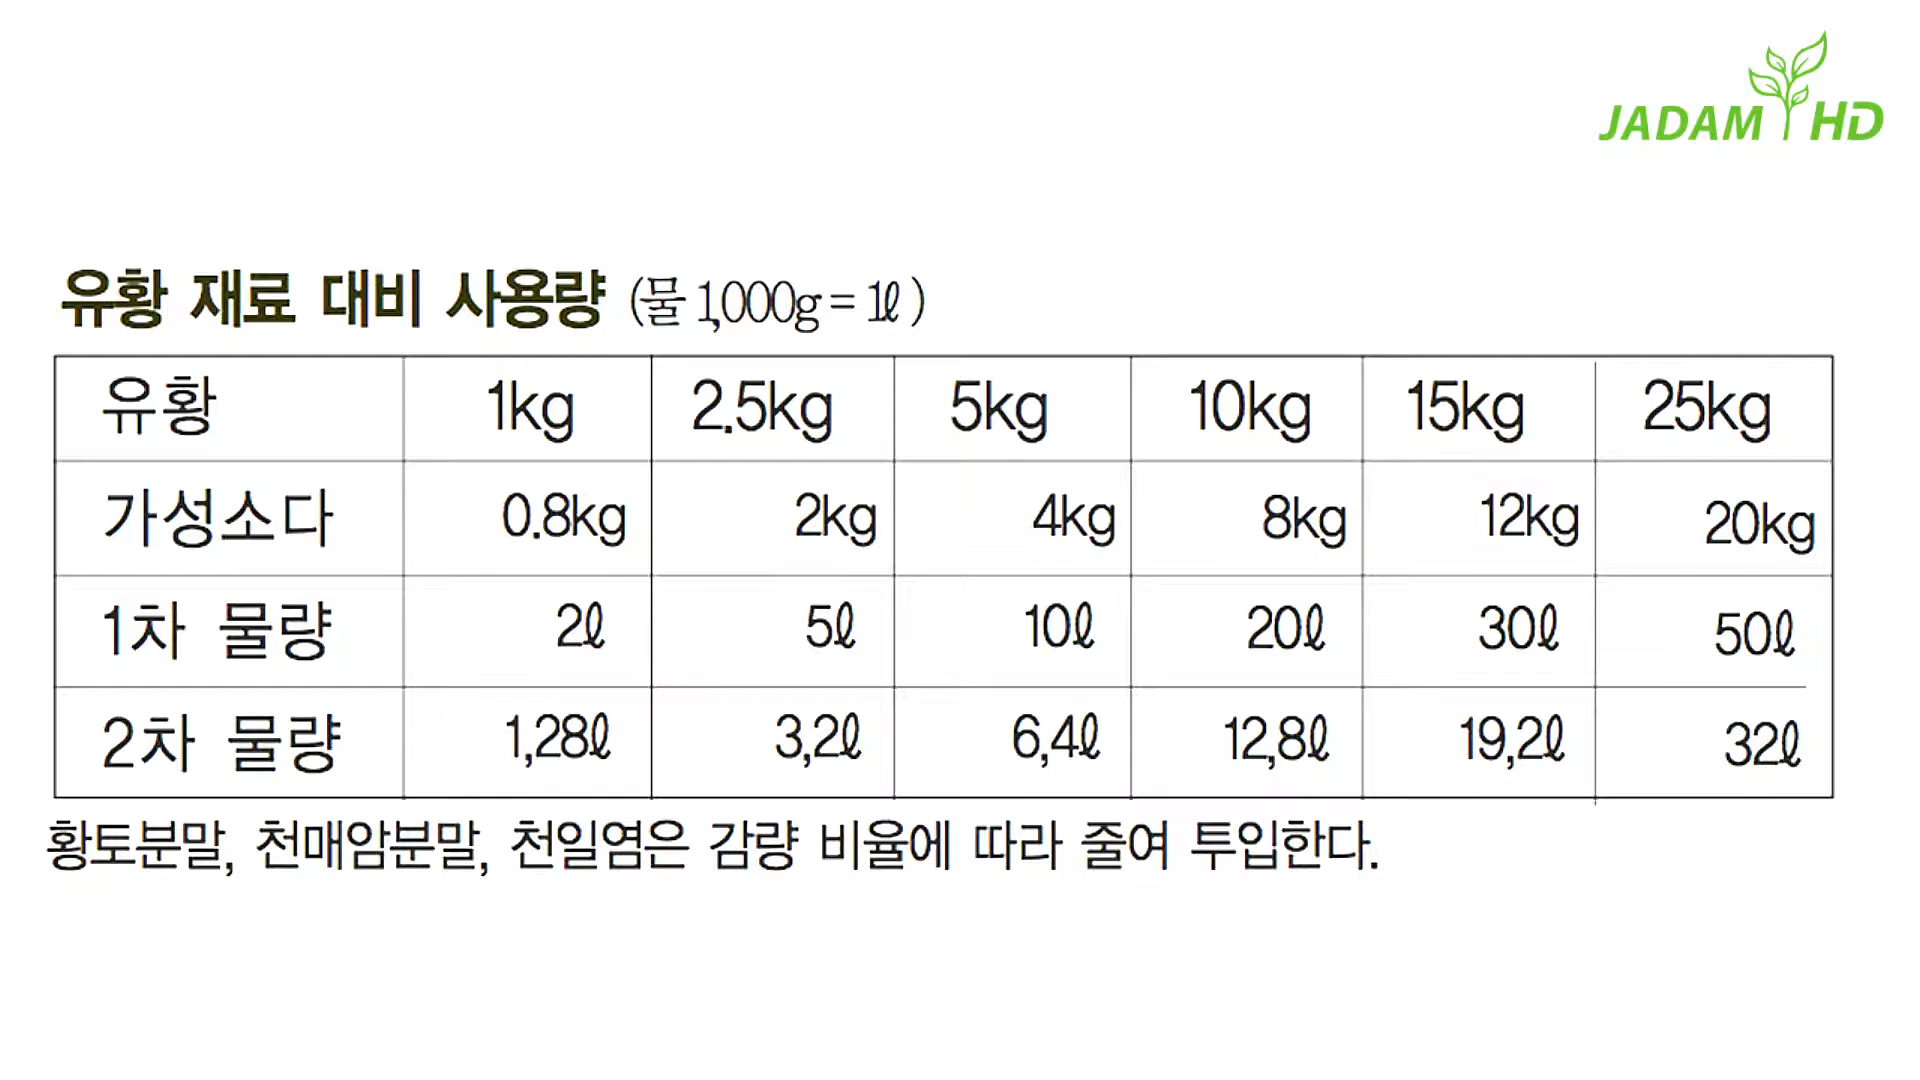 JADAM HD
유황 재료 대비 사용량 (물 1,000g = 1ℓ)
유황 1kg 2.5kg 5kg 10kg 15kg 25kg
가성소다 0.8kg 2kg 4kg 8kg 12kg 20kg
1차 물량 2ℓ 5ℓ 10ℓ 20ℓ 30ℓ 50ℓ
2차 물량 1,28ℓ 3,2ℓ 6,4ℓ 12,8ℓ 19,2ℓ 32ℓ
황토분말, 천매암분말, 천일염은 감량 비율에 따라 줄여 투입한다.